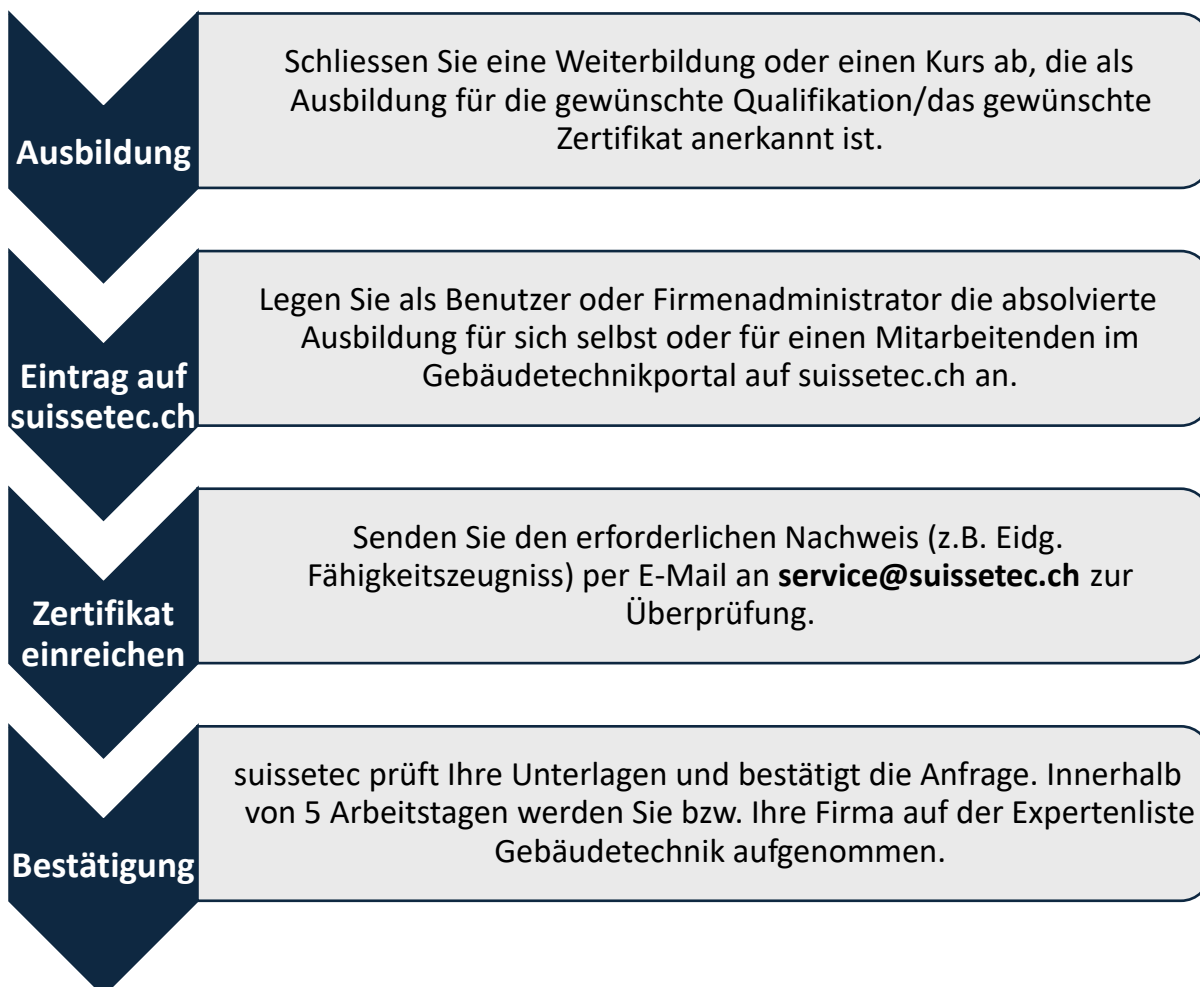 Ausbildung
Schliessen Sie eine Weiterbildung oder einen Kurs ab, die als
Ausbildung für die gewünschte Qualifikation/das gewünschte
Zertifikat anerkannt ist.
Eintrag auf
suissetec.ch
Legen Sie als Benutzer oder Firmenadministrator die absolvierte
Ausbildung für sich selbst oder für einen Mitarbeitenden im
Gebäudetechnikportal auf suissetec.ch an.
Zertifikat
einreichen
Senden Sie den erforderlichen Nachweis (z.B. Eidg.
Fähigkeitszeugniss) per E-Mail an service@suissetec.ch zur
Überprüfung.
Bestätigung
suissetec prüft Ihre Unterlagen und bestätigt die Anfrage. Innerhalb
von 5 Arbeitstagen werden Sie bzw. Ihre Firma auf der Expertenliste
Gebäudetechnik aufgenommen.